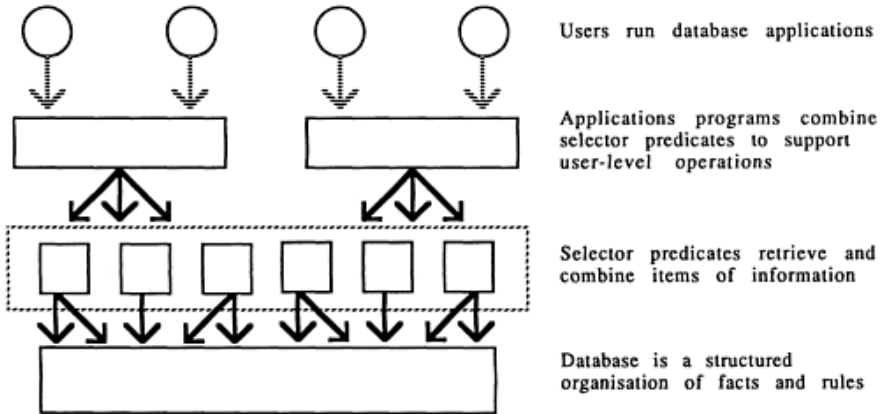 Users run database applications
Applications programs combine
selector predicates to support
user-level operations
Selector predicates retrieve and
combine items of information
Database is a structured
organisation of facts and rules